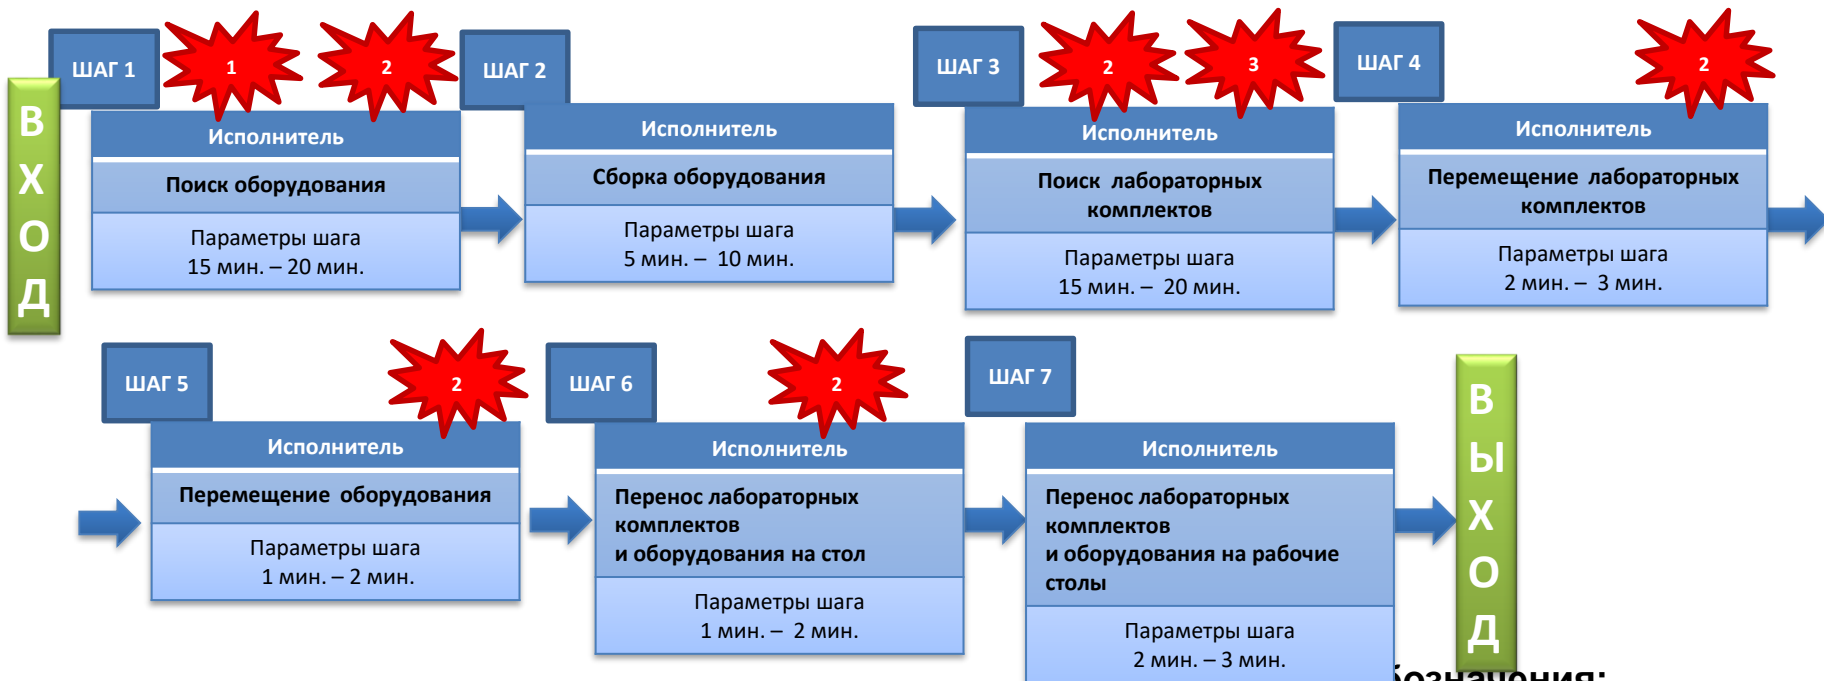 ВХОД
ШАГ 1
1
2
Исполнитель
Поиск оборудования
Параметры шага
15 мин. – 20 мин.
ШАГ 2
Исполнитель
Сборка оборудования
Параметры шага
5 мин. – 10 мин.
ШАГ 3
2
3
Исполнитель
Поиск лабораторных
комплектов
Параметры шага
15 мин. – 20 мин.
ШАГ 4
2
Исполнитель
Перемещение лабораторных
комплектов
Параметры шага
2 мин. – 3 мин.
ШАГ 5
2
Исполнитель
Перемещение оборудования
Параметры шага
1 мин. – 2 мин.
ШАГ 6
2
Исполнитель
Перенос лабораторных
комплектов
и оборудования на стол
Параметры шага
1 мин. – 2 мин.
ШАГ 7
Исполнитель
Перенос лабораторных
комплектов
и оборудования на рабочие
столы
Параметры шага
2 мин. – 3 мин.
ВЫХОД